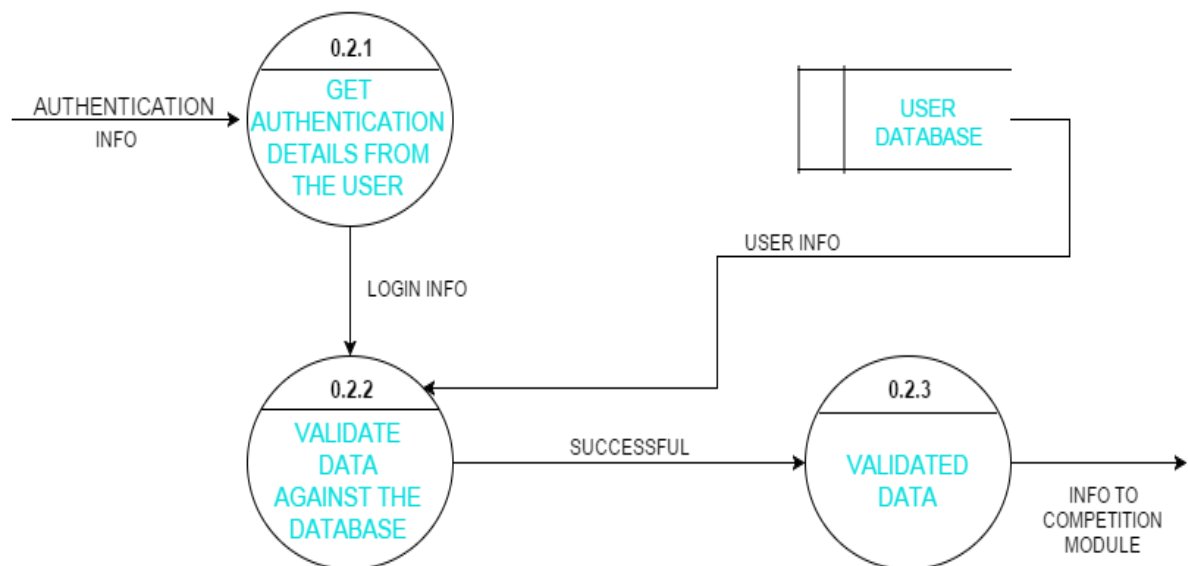 0.2.1
GET
AUTHENTICATION
DETAILS FROM
THE USER
AUTHENTICATION
INFO
USER
DATABASE
USER INFO
LOGIN INFO
0.2.2
VALIDATE
DATA
AGAINST THE
DATABASE
SUCCESSFUL
0.2.3
VALIDATED
DATA
INFO TO
COMPETITION
MODULE